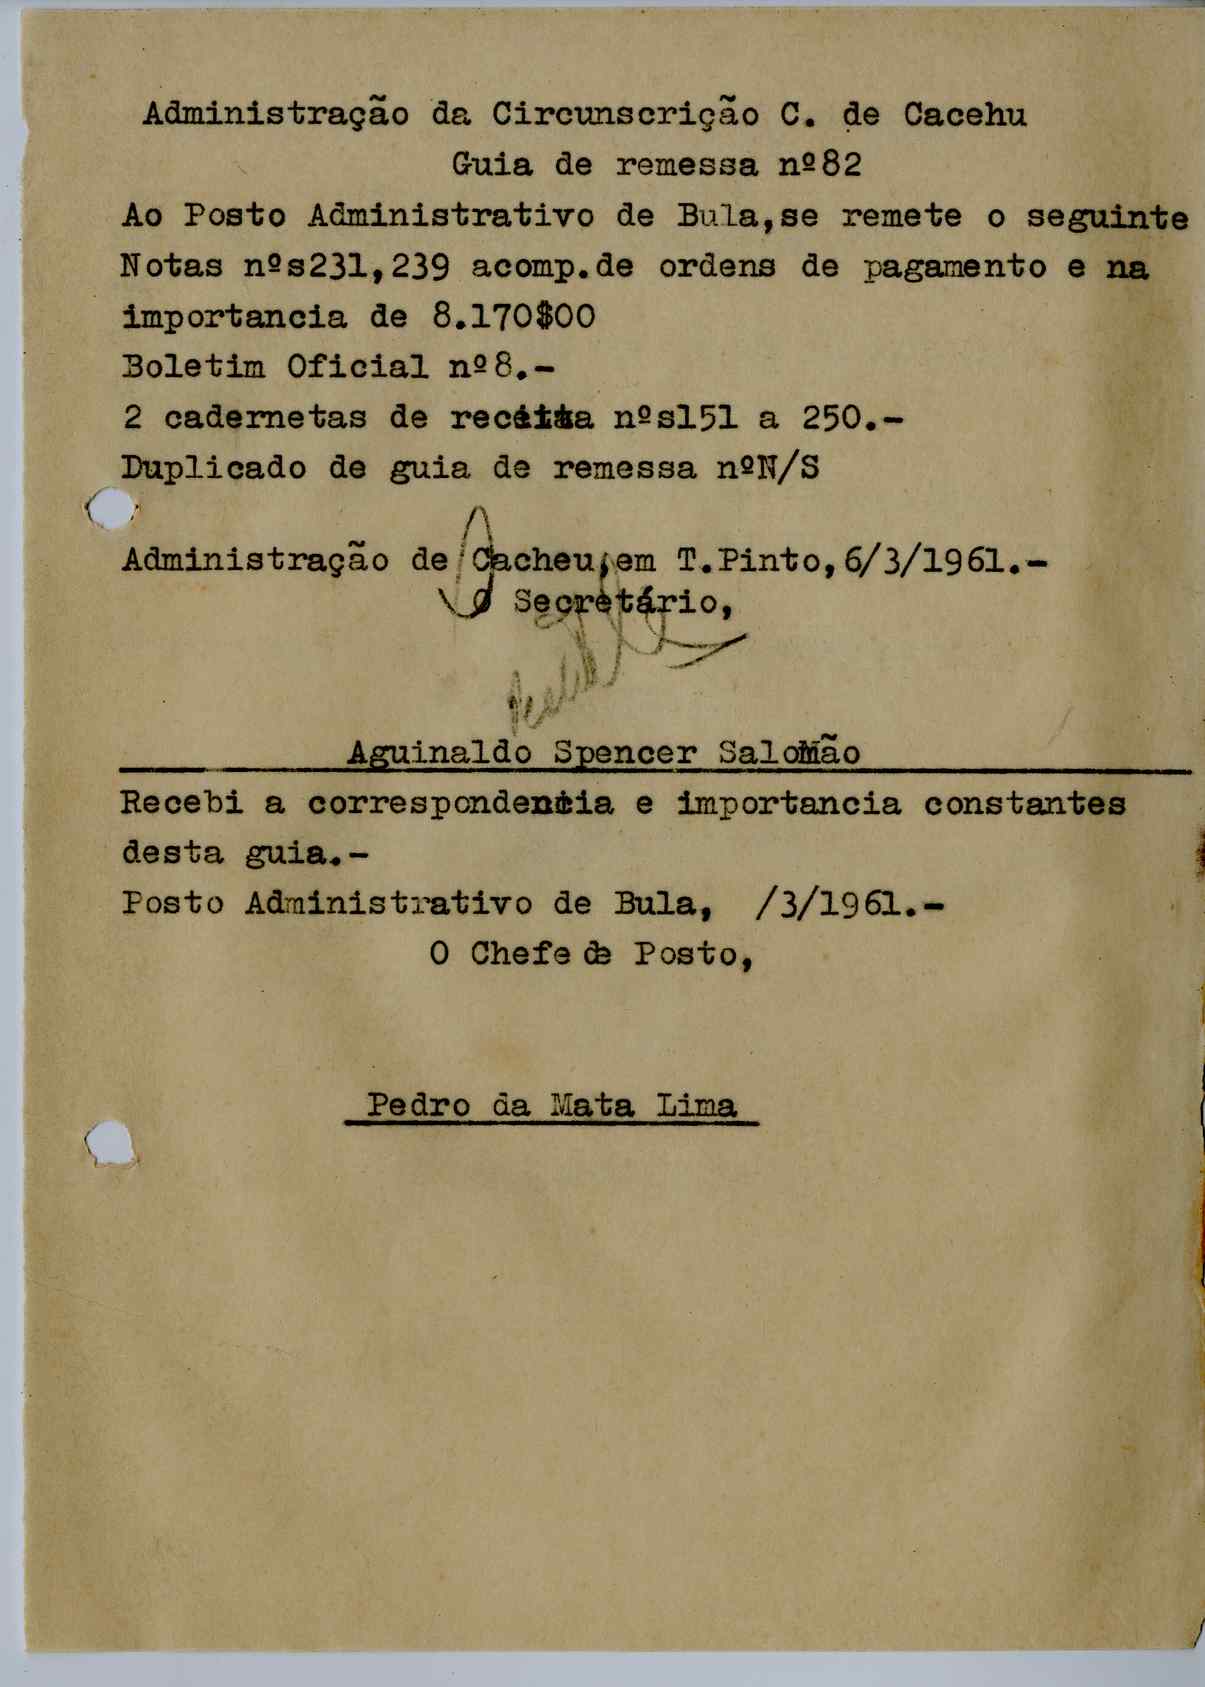 Administração da Circunscrição C. de Cacehu
Guia de remessa nº82
Ao Posto Administrativo de Bula,se remete o seguinte
Notas nºs231,239 acomp.de ordens de pagamento e na
importancia de 8.170$00
Boletim Oficial nº8.-
2 cadernetas de receita nºs151 a 250.-
Duplicado de guia de remessa nºN/S
Administração de Cacheu,em T.Pinto,6/3/1961.-
O Secretário,
Aguinaldo Spencer Salomão
Recebi a correspondencia e importancia constantes
desta guia.-
Posto Administrativo de Bula, /3/1961.-
O Chefe de Posto,
Pedro da Mata Lima